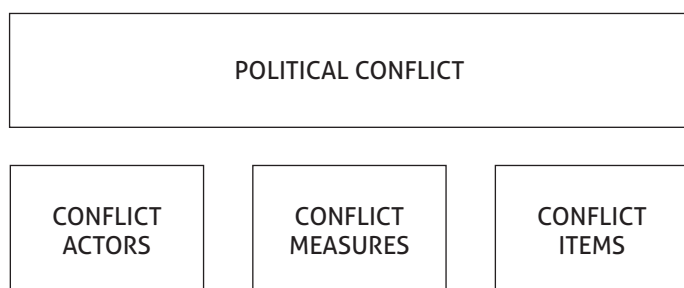 POLITICAL CONFLICT
CONFLICT
ACTORS
CONFLICT
MEASURES
CONFLICT
ITEMS